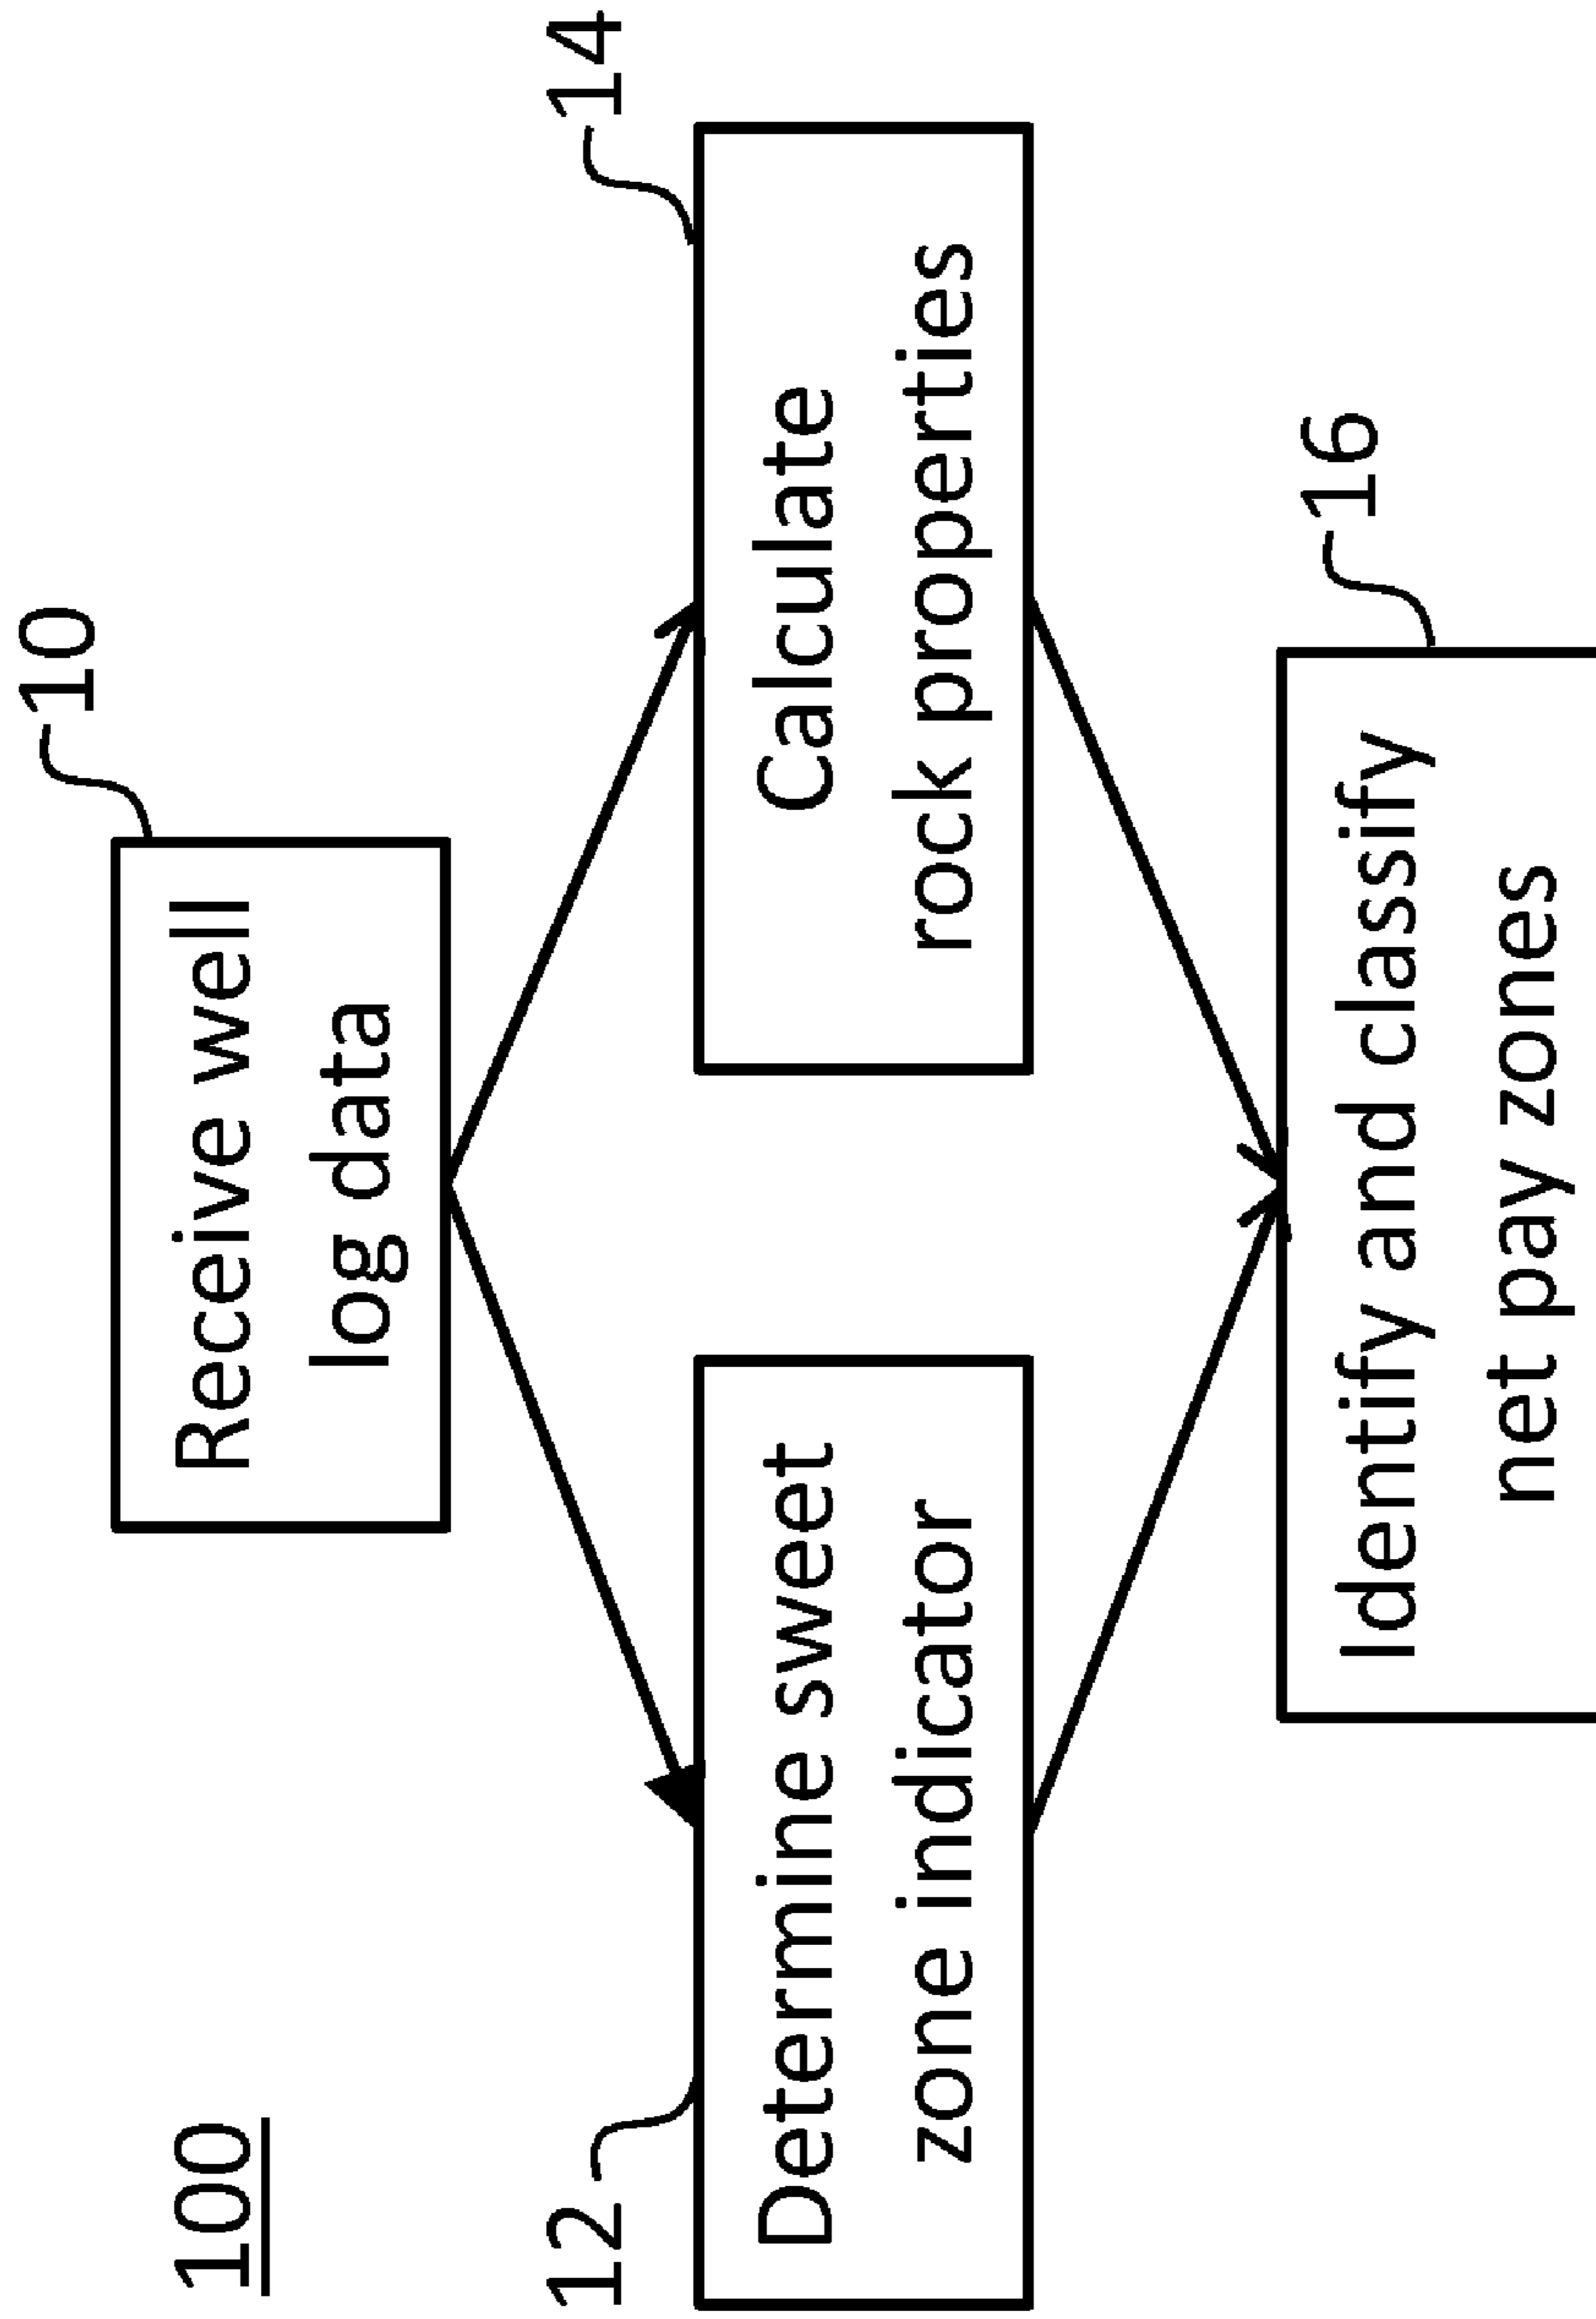 100
10
Receive well
log data
12
14
Determine sweet
zone indicator
Calculate
rock properties
16
Identify and classify
net pay zones